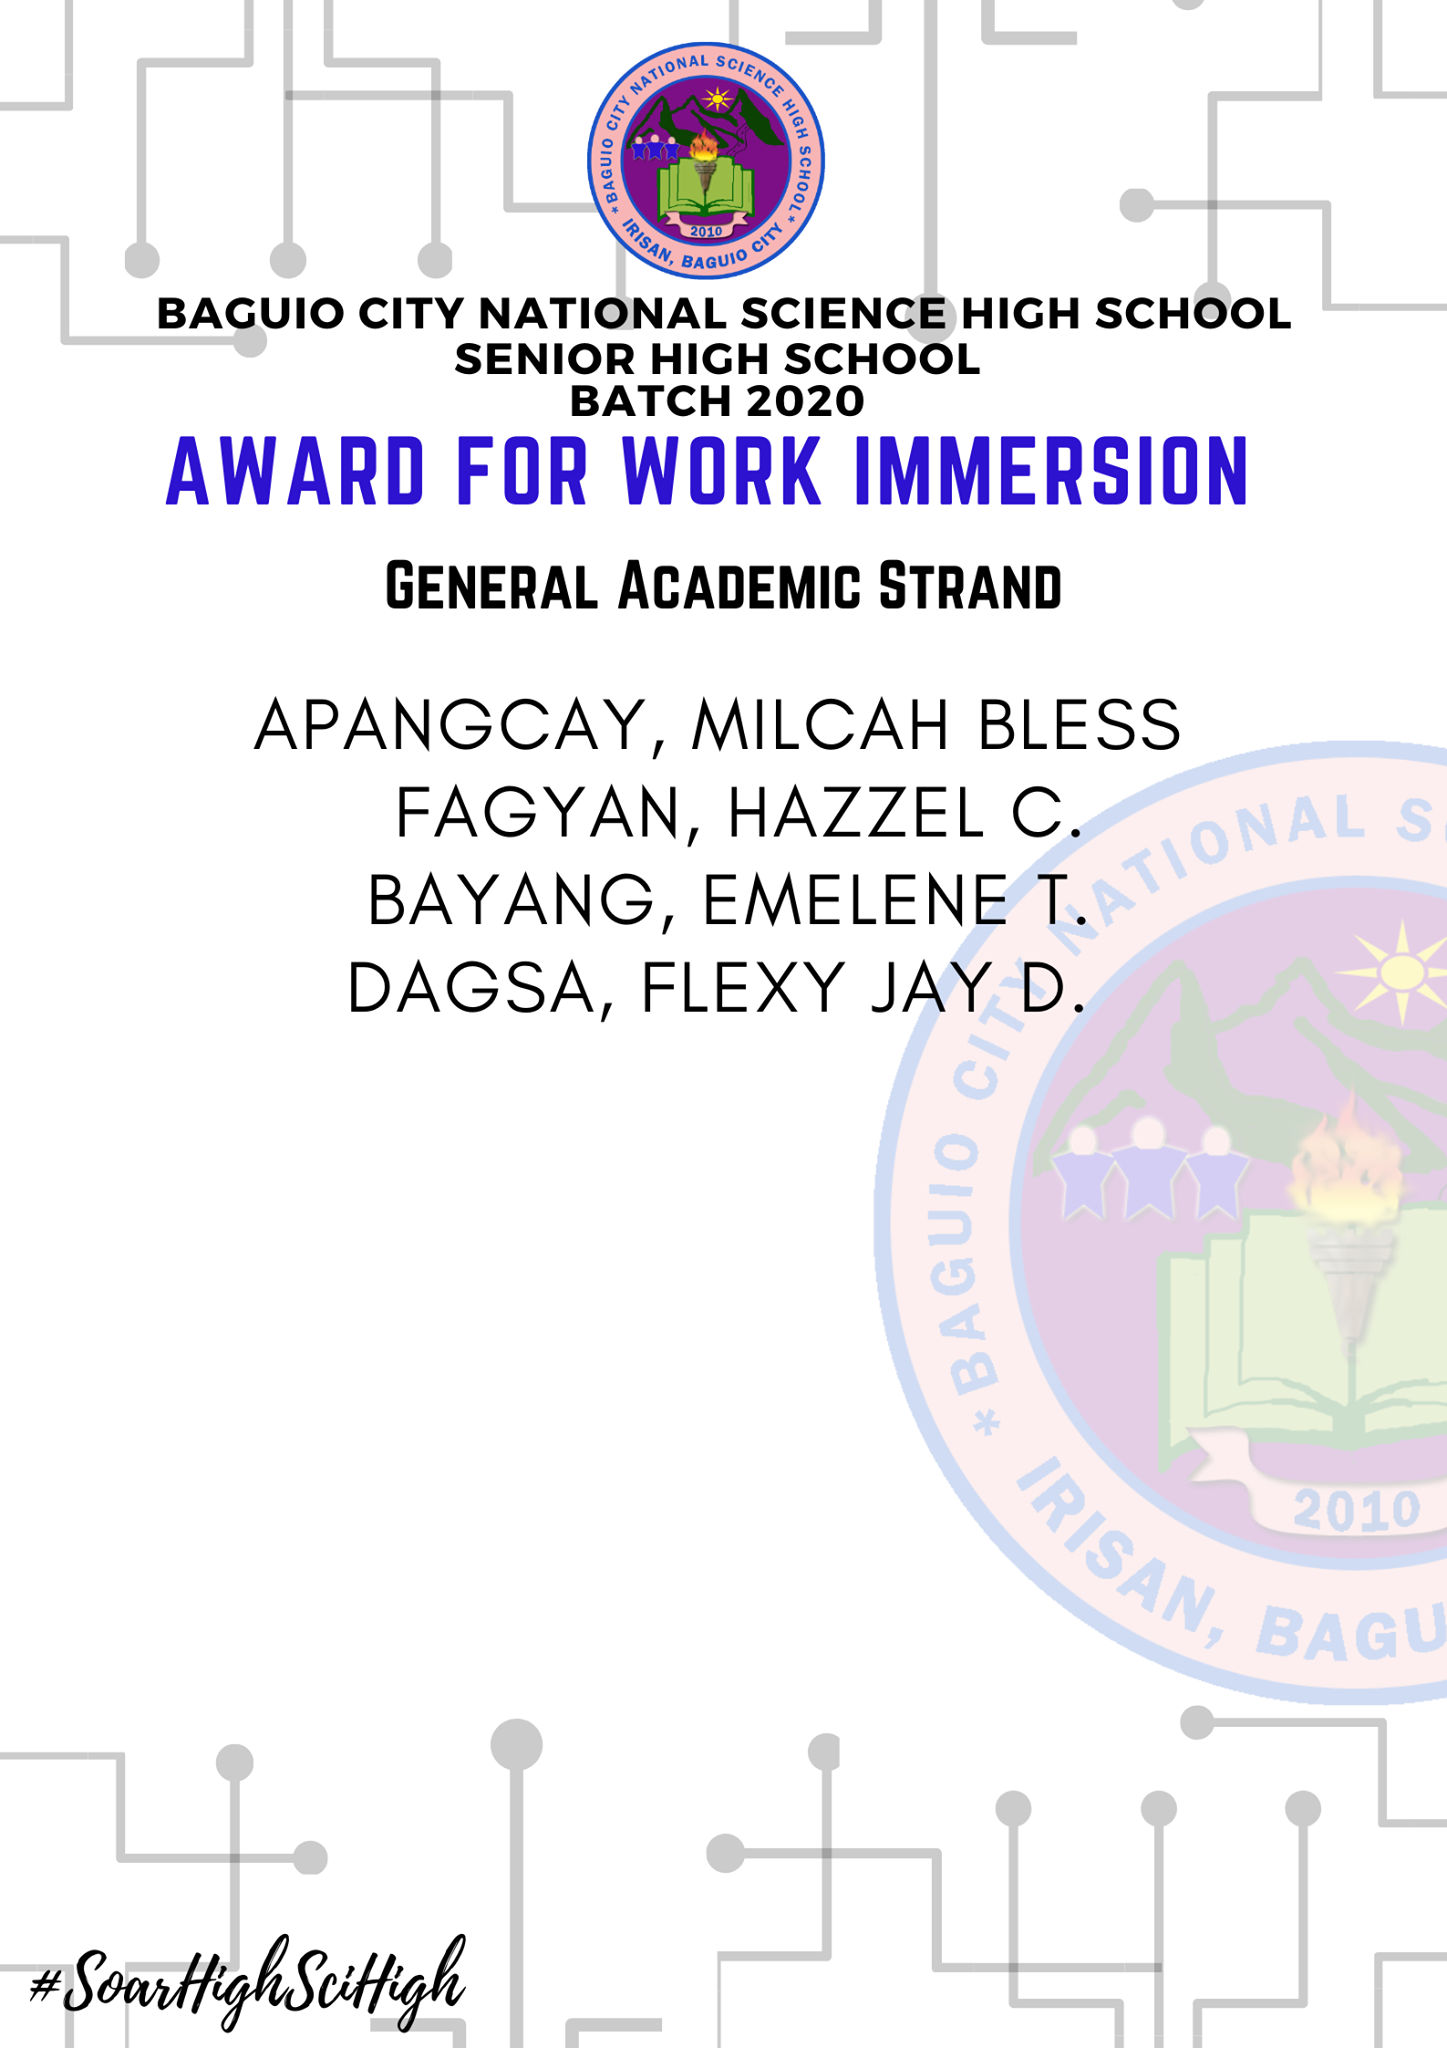 * BAGUIO CITY NATIONAL SCIENCE HIGH SCHOOL *
IRISAN, BAGUIO CITY
2010
BAGUIO CITY NATIONAL SCIENCE HIGH SCHOOL
SENIOR HIGH SCHOOL
BATCH 2020
AWARD FOR WORK IMMERSION
GENERAL ACADEMIC STRAND
APANGCAY, MILCAH BLESS
FAGYAN, HAZZEL C.
BAYANG, EMELENE T.
DAGSA, FLEXY JAY D.
* BAGUIO CITY NATIONAL S
2010
IRISAN, BAGU
#SoarHighSciHigh